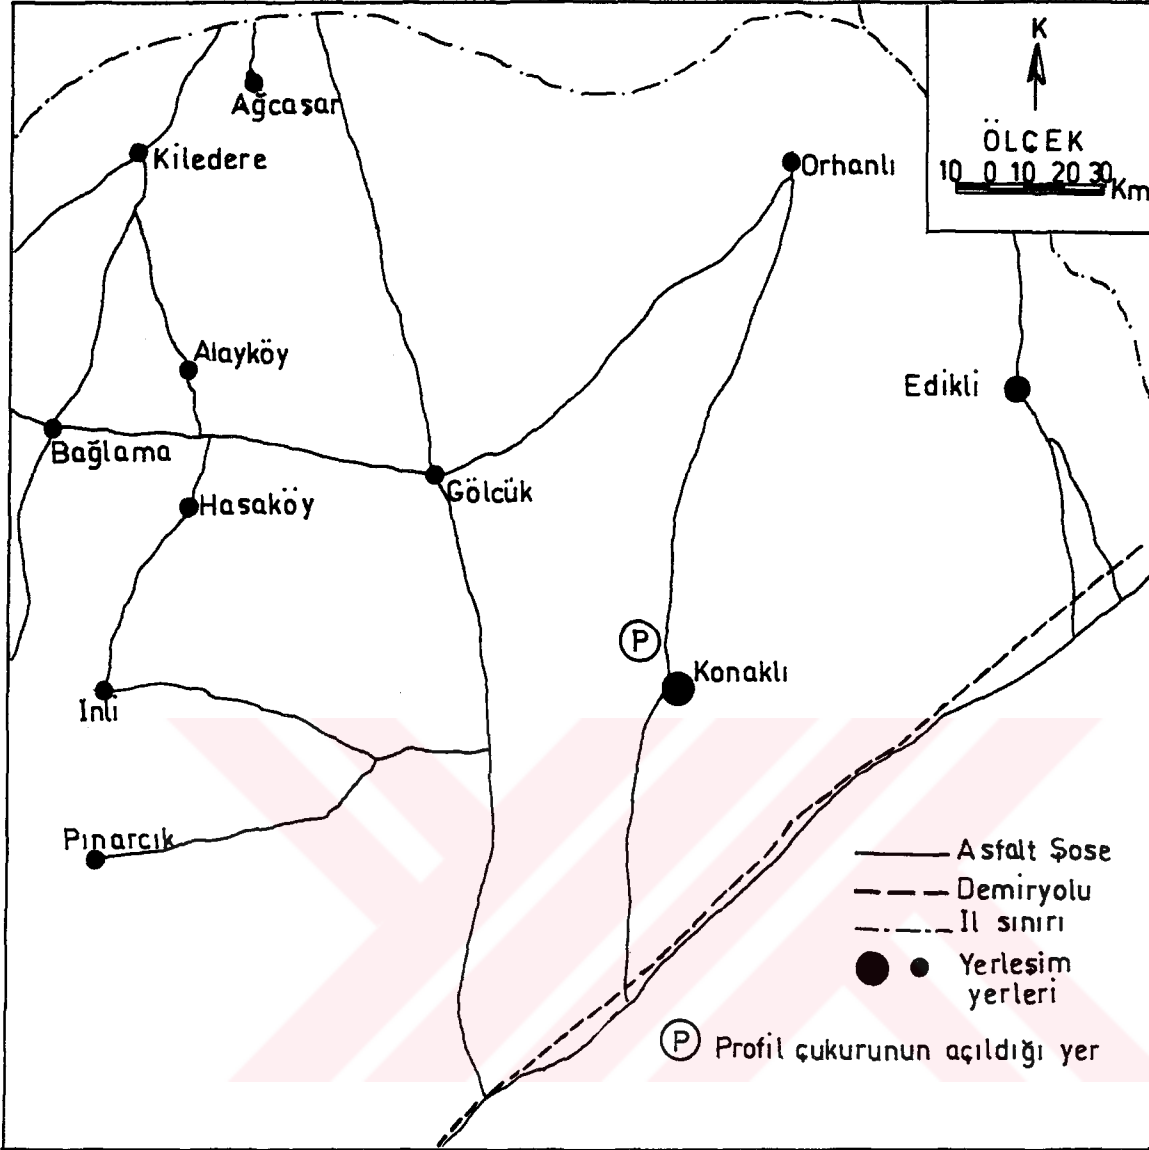 K
ÖLÇEK
10 0 10 20 30 Km
Ağcaşar
Kiledere
Orhanlı
Alayköy
Edikli
Bağlama
Gölcük
Hasaköy
P
Konaklı
Inli
Pınarcık
Asfalt Şose
Demiryolu
Il sınırı
Yerleşim
yerleri
P Profil çukurunun açıldığı yer